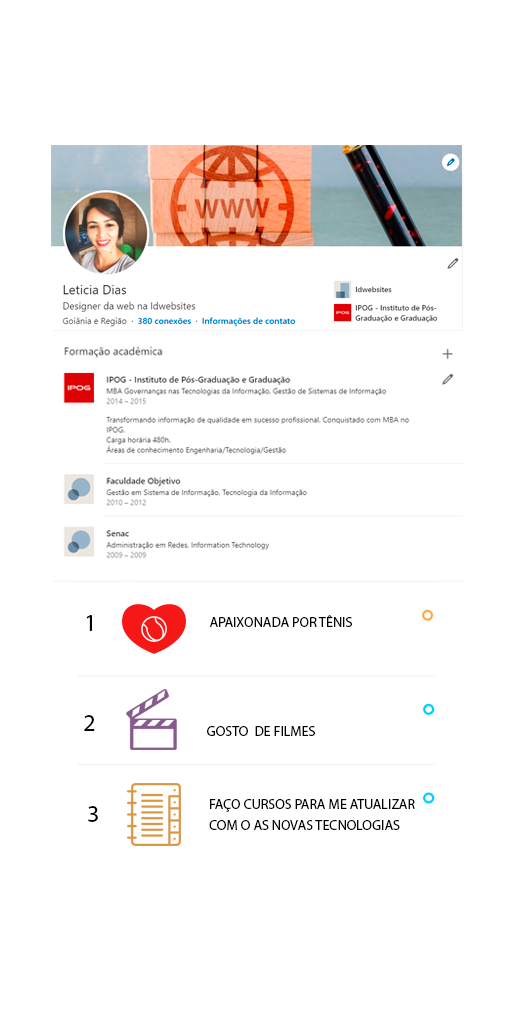 WWW
Leticia Dias
Designer da web na Idwebsites
Goiânia e Região · 380 conexões · Informações de contato
Idwebsites
IPOG
IPOG - Instituto de Pós-
Graduação e Graduação
Formação acadêmica
IPOG
IPOG - Instituto de Pós-Graduação e Graduação
MBA Governanças nas Tecnologias da Informação, Gestão de Sistemas de Informação
2014 – 2015
Transformando informação de qualidade em sucesso profissional. Conquistado com MBA no
IPOG.
Carga horária 480h.
Áreas de conhecimento Engenharia/Tecnologia/Gestão
Faculdade Objetivo
Gestão em Sistema de Informação, Tecnologia da Informação
2010 – 2012
Senac
Administração em Redes, Information Technology
2009 – 2009
1
APAIXONADA POR TÊNIS
2
GOSTO DE FILMES
3
FAÇO CURSOS PARA ME ATUALIZAR
COM O AS NOVAS TECNOLOGIAS